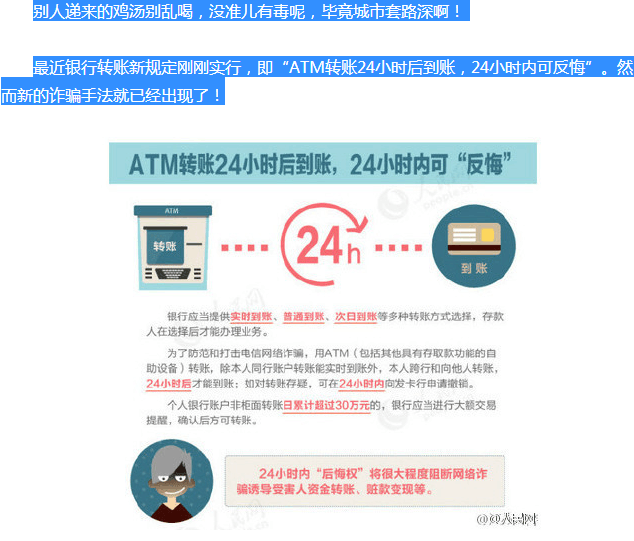 别人递来的鸡汤别乱喝，没准儿有毒呢，毕竟城市套路深啊！
最近银行转账新规定刚刚实行，即“ATM转账24小时后到账，24小时内可反悔”。然
而新的诈骗手法就已经出现了！
ATM转账24小时后到账，24小时内可“反悔”
人民网
people.cn
ATM
转账
24h
到账
银行应当提供实时到账、普通到账、次日到账等多种转账方式选择，存款
人在选择后才能办理业务。
为了防范和打击电信网络诈骗，用ATM（包括其他具有存取款功能的自
助设备）转账，除本人同行账户转账能实时到账外，本人跨行和向他人转账，
24小时后才能到账；如对转账存疑，可在24小时内向发卡行申请撤销。
个人银行账户非柜面转账日累计超过30万元的，银行应当进行大额交易
提醒，确认后方可转账。
24小时内“后悔权”将很大程度阻断网络诈
骗诱导受害人资金转账、赃款变现等。
@人民网